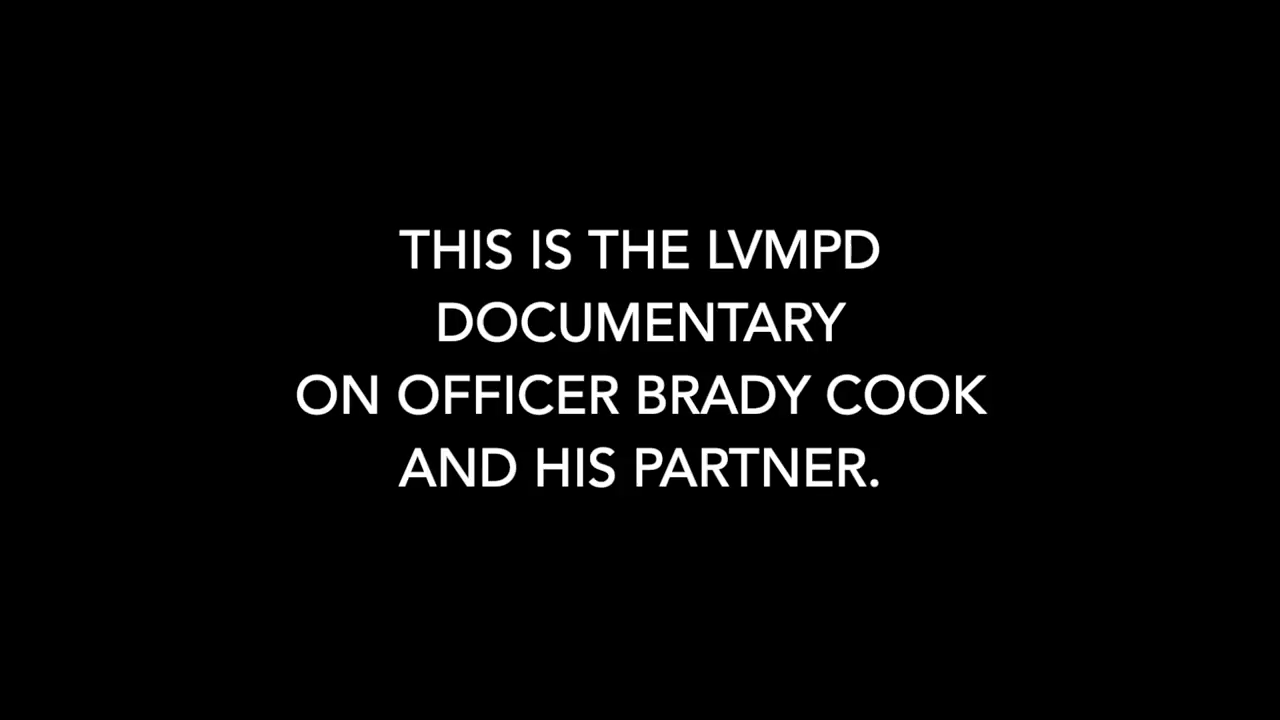 THIS IS THE LVMPD
DOCUMENTARY
ON OFFICER BRADY COOK
AND HIS PARTNER.